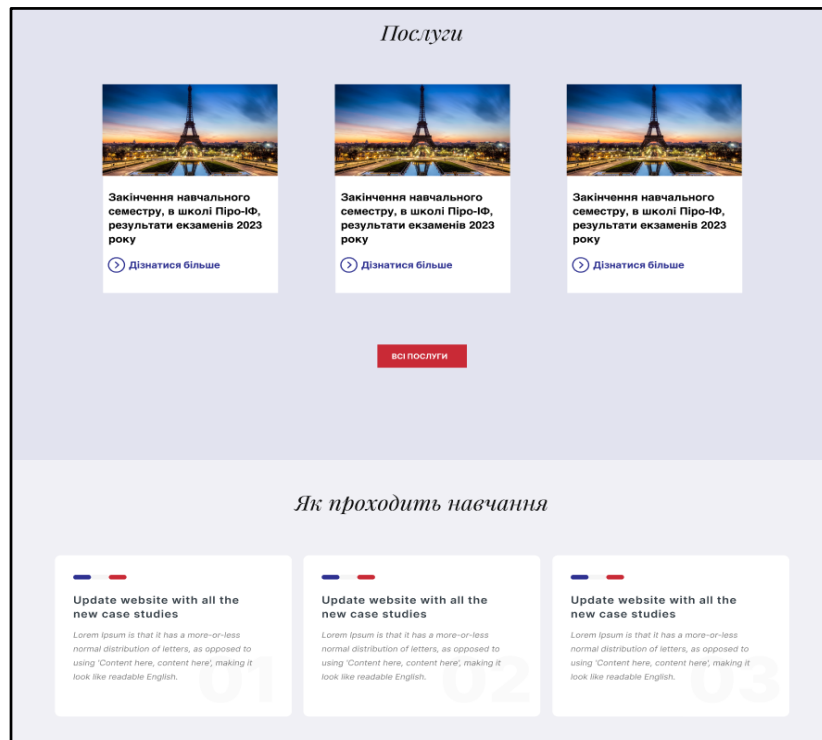 Послуги
Закінчення навчального
семестру, в школі Піро-ІФ,
результати екзаменів 2023
року
Дізнатися більше
Закінчення навчального
семестру, в школі Піро-ІФ,
результати екзаменів 2023
року
Дізнатися більше
Закінчення навчального
семестру, в школі Піро-ІФ,
результати екзаменів 2023
року
Дізнатися більше
ВСІ ПОСЛУГИ
Як проходить навчання
Update website with all the
new case studies
Lorem Ipsum is that it has a more-or-less
normal distribution of letters, as opposed to
using 'Content here, content here', making it
look like readable English.
01
Update website with all the
new case studies
Lorem Ipsum is that it has a more-or-less
normal distribution of letters, as opposed to
using 'Content here, content here', making it
look like readable English.
02
Update website with all the
new case studies
Lorem Ipsum is that it has a more-or-less
normal distribution of letters, as opposed to
using 'Content here, content here', making it
look like readable English.
03